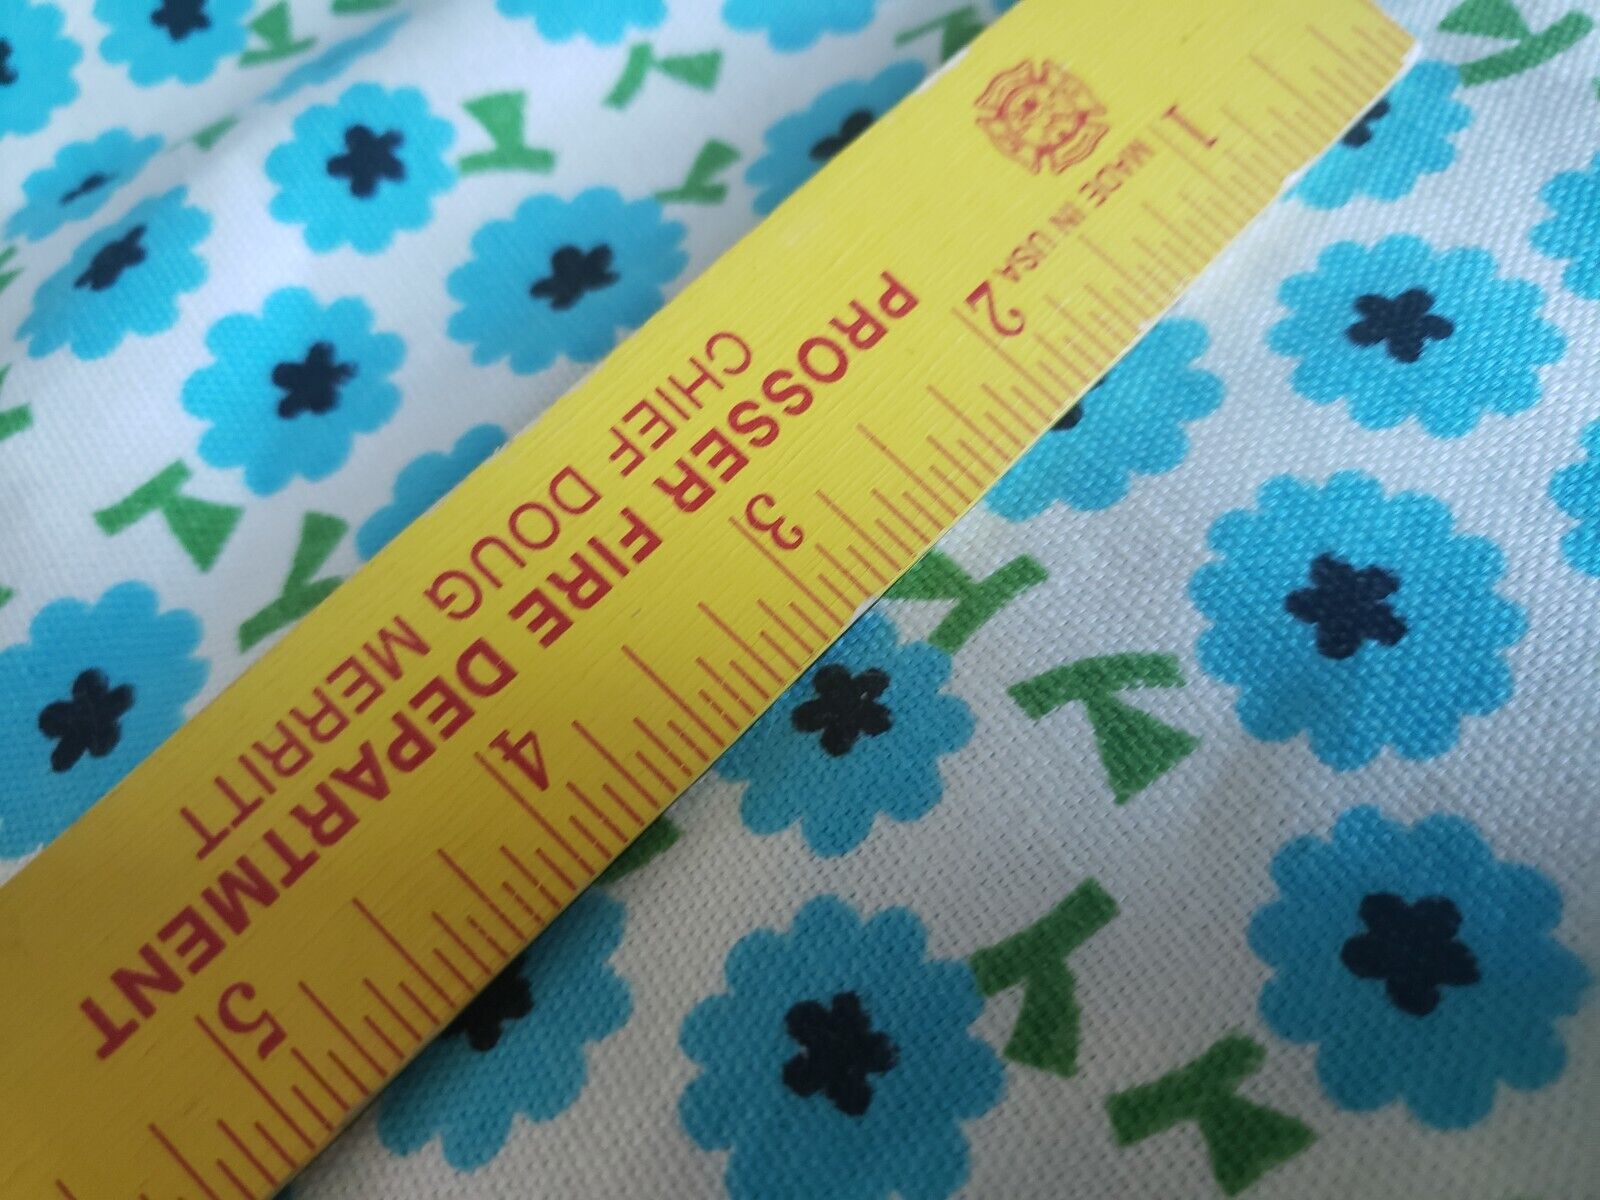 PROSSER FIRE DEPARTMENT
CHIEF DOUG MERRITT
MADE IN USA
1
2
3
4
5